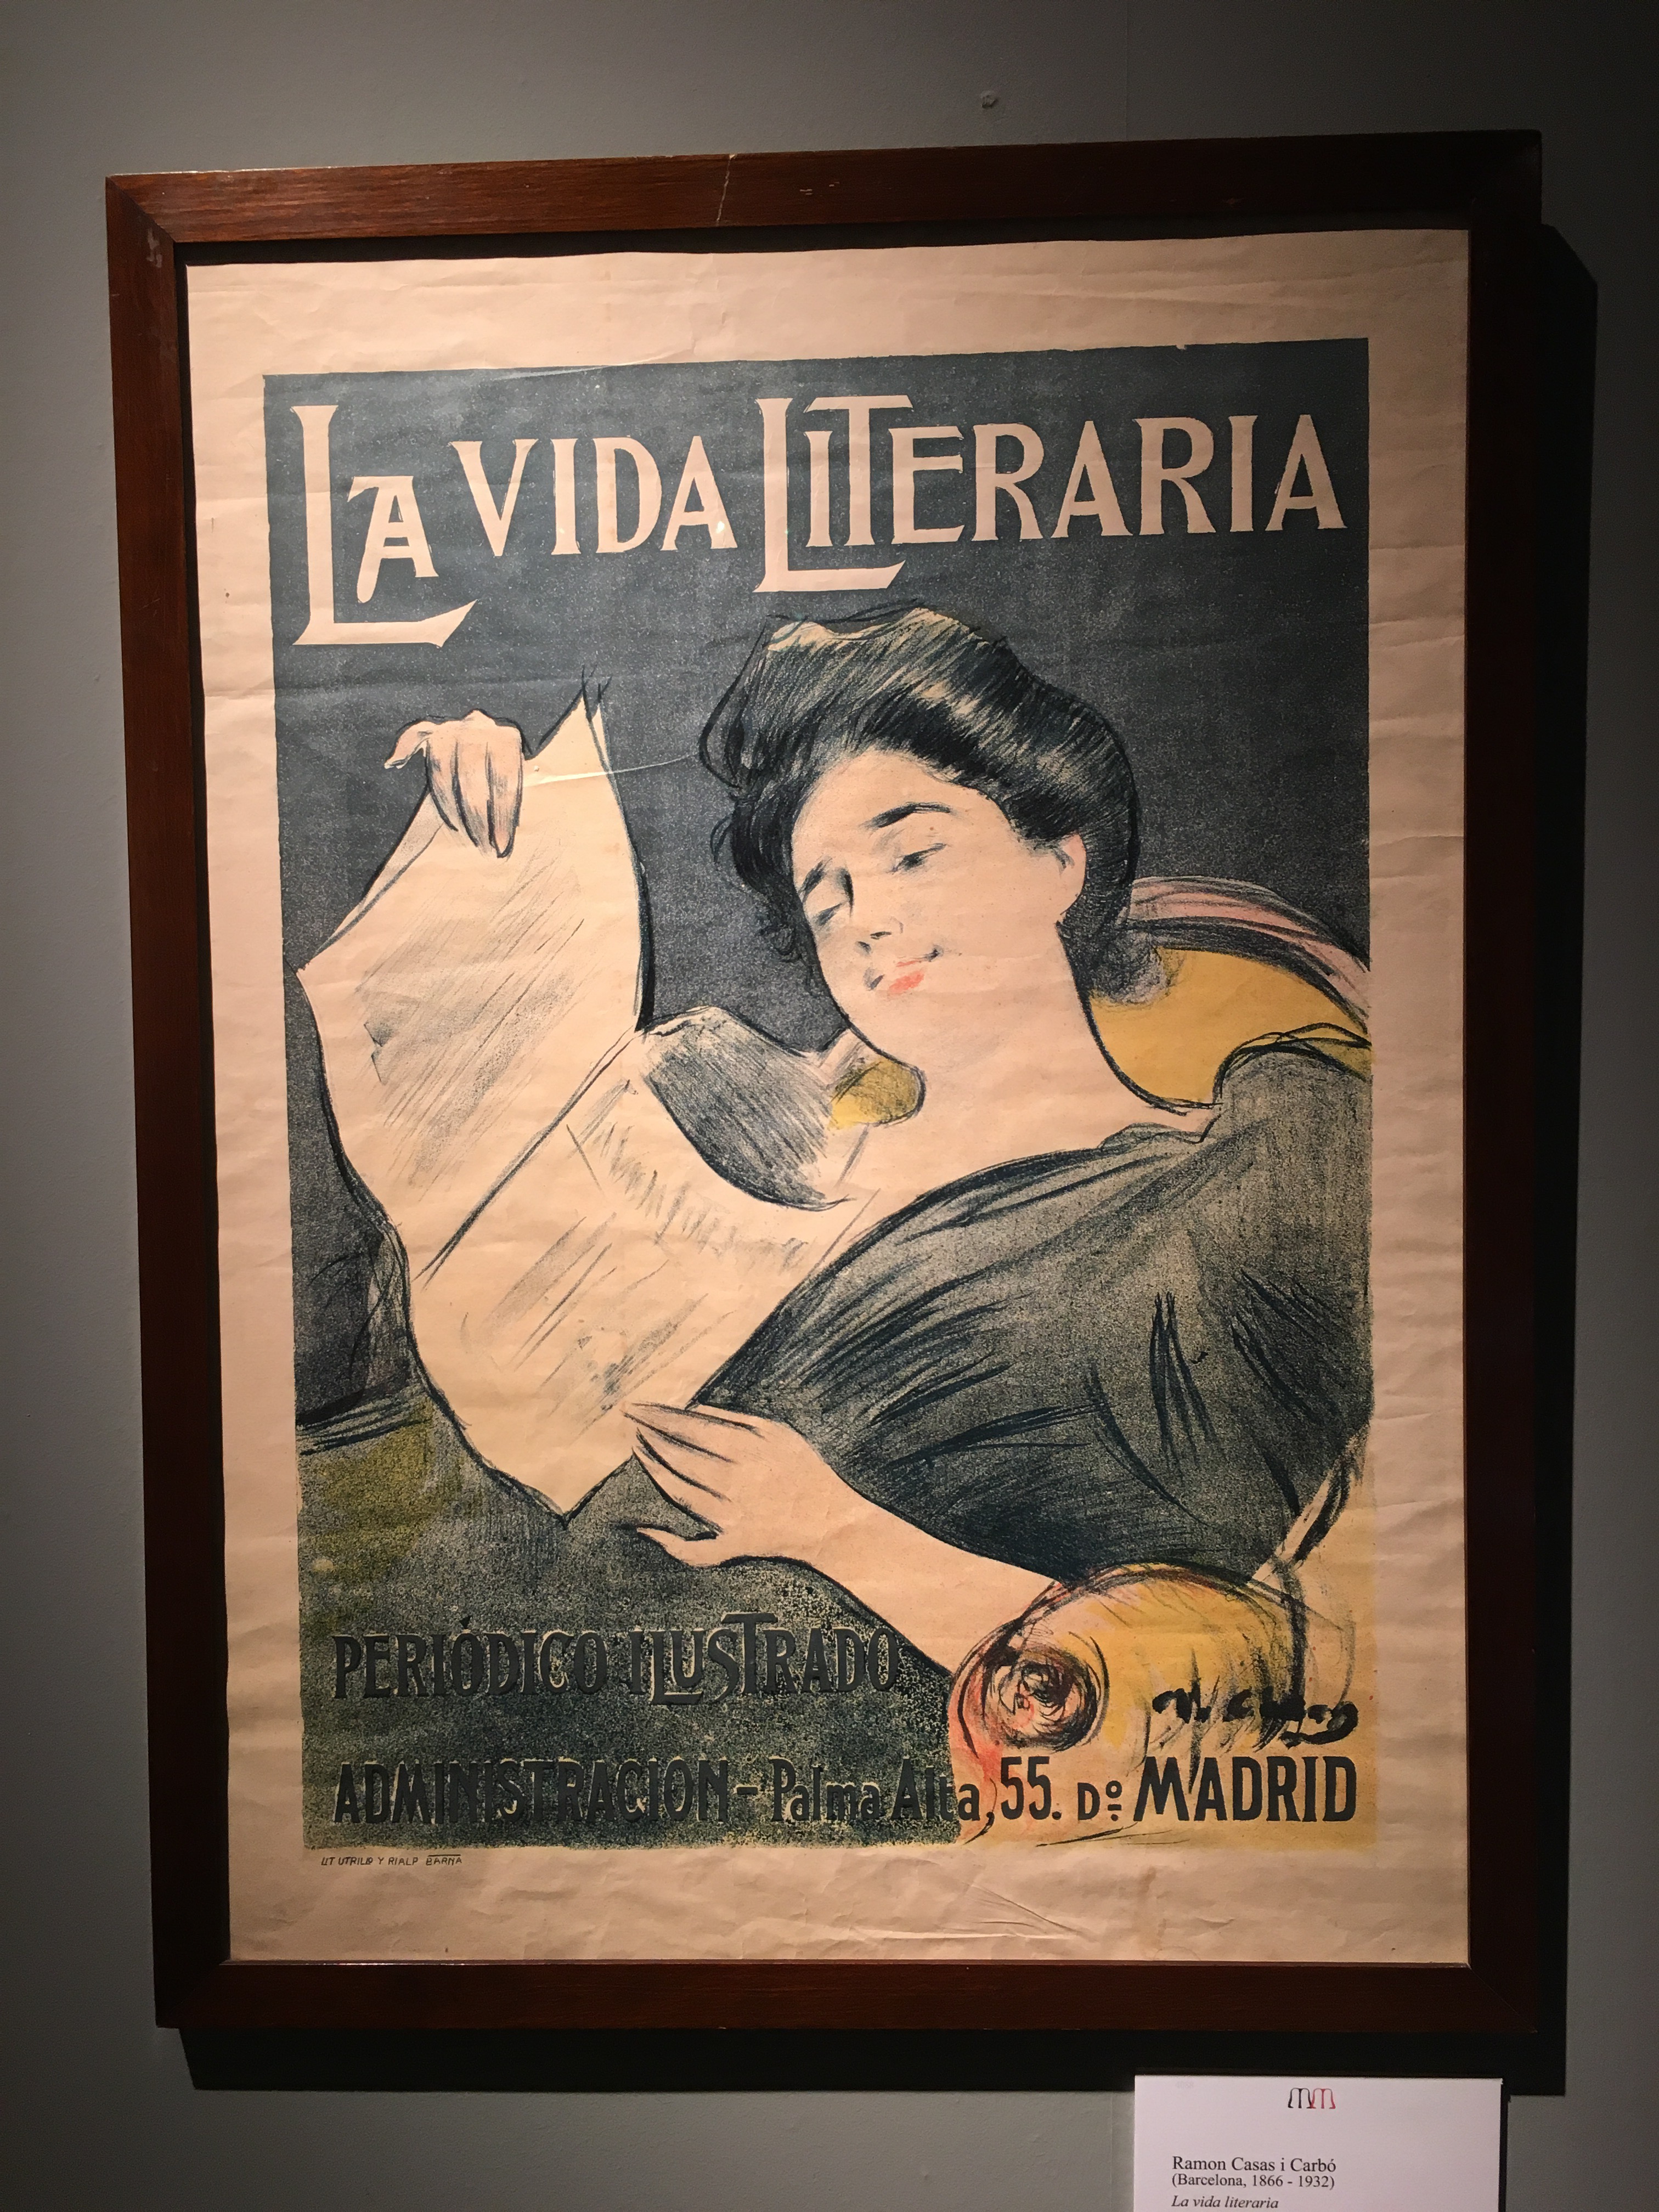 LA VIDA LITERARIA
PERIÓDICO ILUSTRADO
ADMINISTRACION - Palma Alta, 55. Dº MADRID
LIT UTRILLO Y RIALP BARNA
Ramon Casas i Carbó
(Barcelona, 1866 - 1932)
La vida literaria